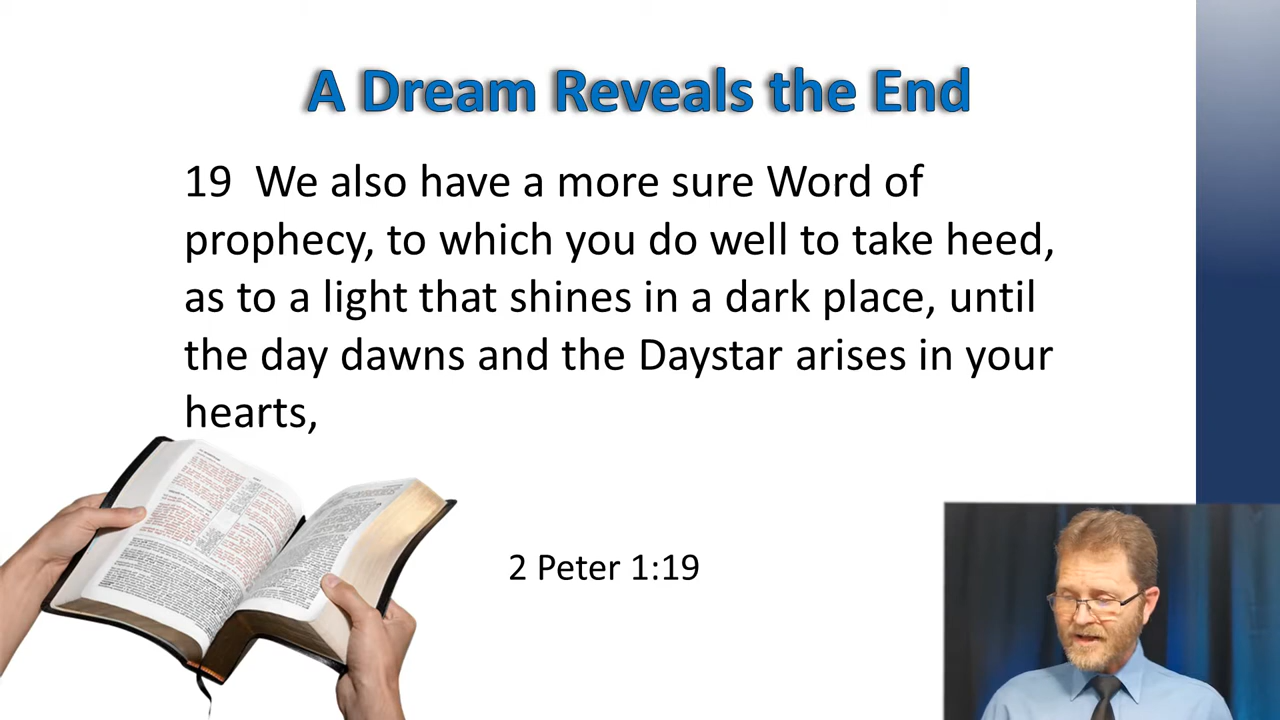 A Dream Reveals the End
19  We also have a more sure Word of
prophecy, to which you do well to take heed,
as to a light that shines in a dark place, until
the day dawns and the Daystar arises in your
hearts,
2 Peter 1:19